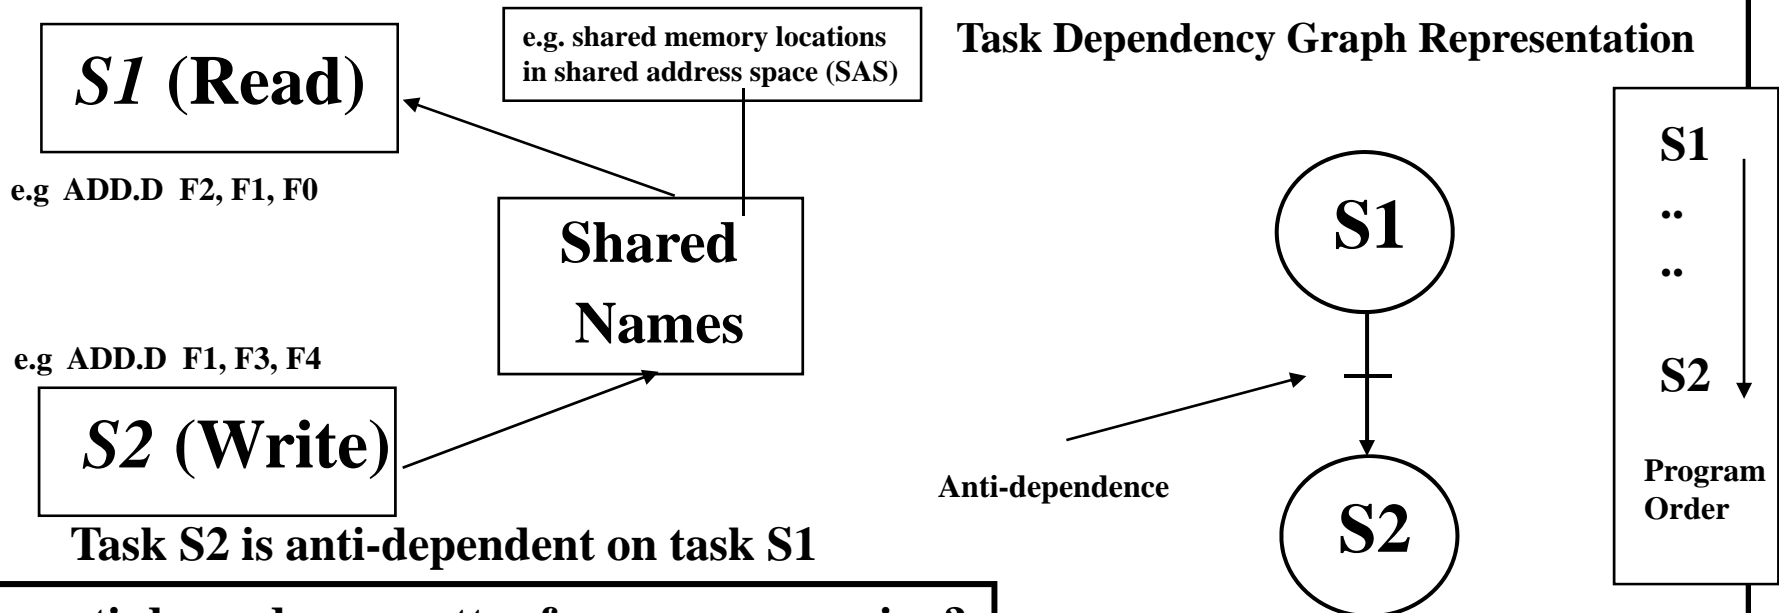 S1 (Read)
e.g. shared memory locations
in shared address space (SAS)
Task Dependency Graph Representation
e.g ADD.D F2, F1, F0
Shared
Names
e.g ADD.D F1, F3, F4
S2 (Write)
Task S2 is anti-dependent on task S1
S1
Anti-dependence
S2
S1
..
..
S2
Program
Order